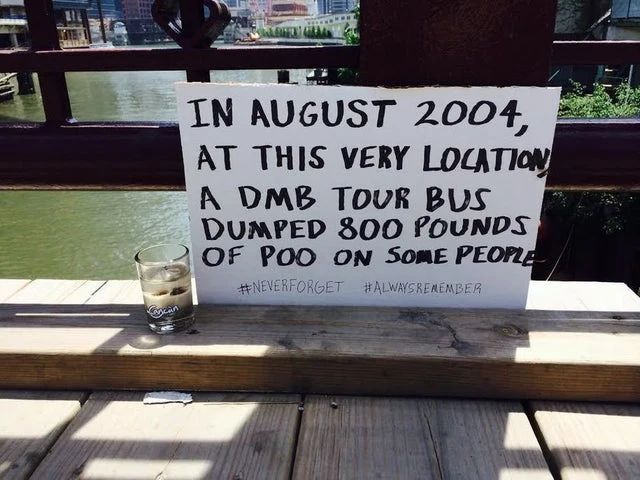 IN AUGUST 2004,
AT THIS VERY LOCATION,
A DMB TOUR BUS
DUMPED 800 POUNDS
OF POO ON SOME PEOPLE
#NEVERFORGET #ALWAYSREMEMBER
Cancún